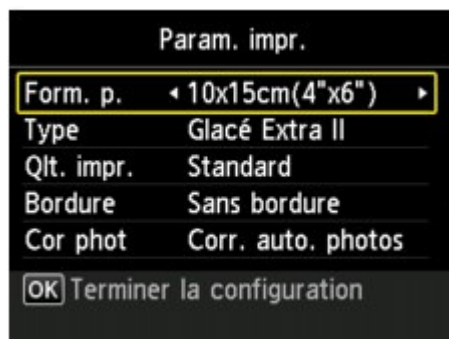 Param. impr.
Form. p. 10x15cm(4"x6")
Type Glacé Extra II
Qlt. impr. Standard
Bordure Sans bordure
Cor phot Corr. auto. photos
OK Terminer la configuration